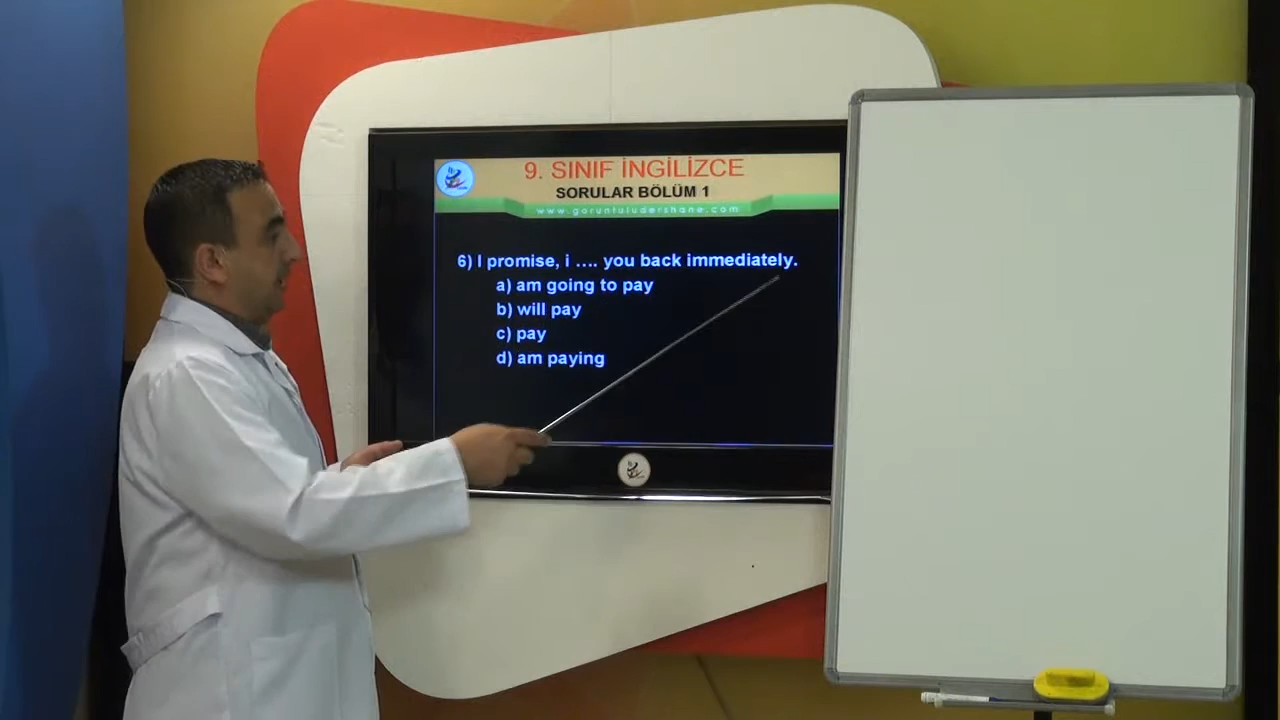 9. SINIF İNGİLİZCE
SORULAR BÖLÜM 1
www.goruntuludershane.com
6) I promise, i .... you back immediately.
a) am going to pay
b) will pay
c) pay
d) am paying